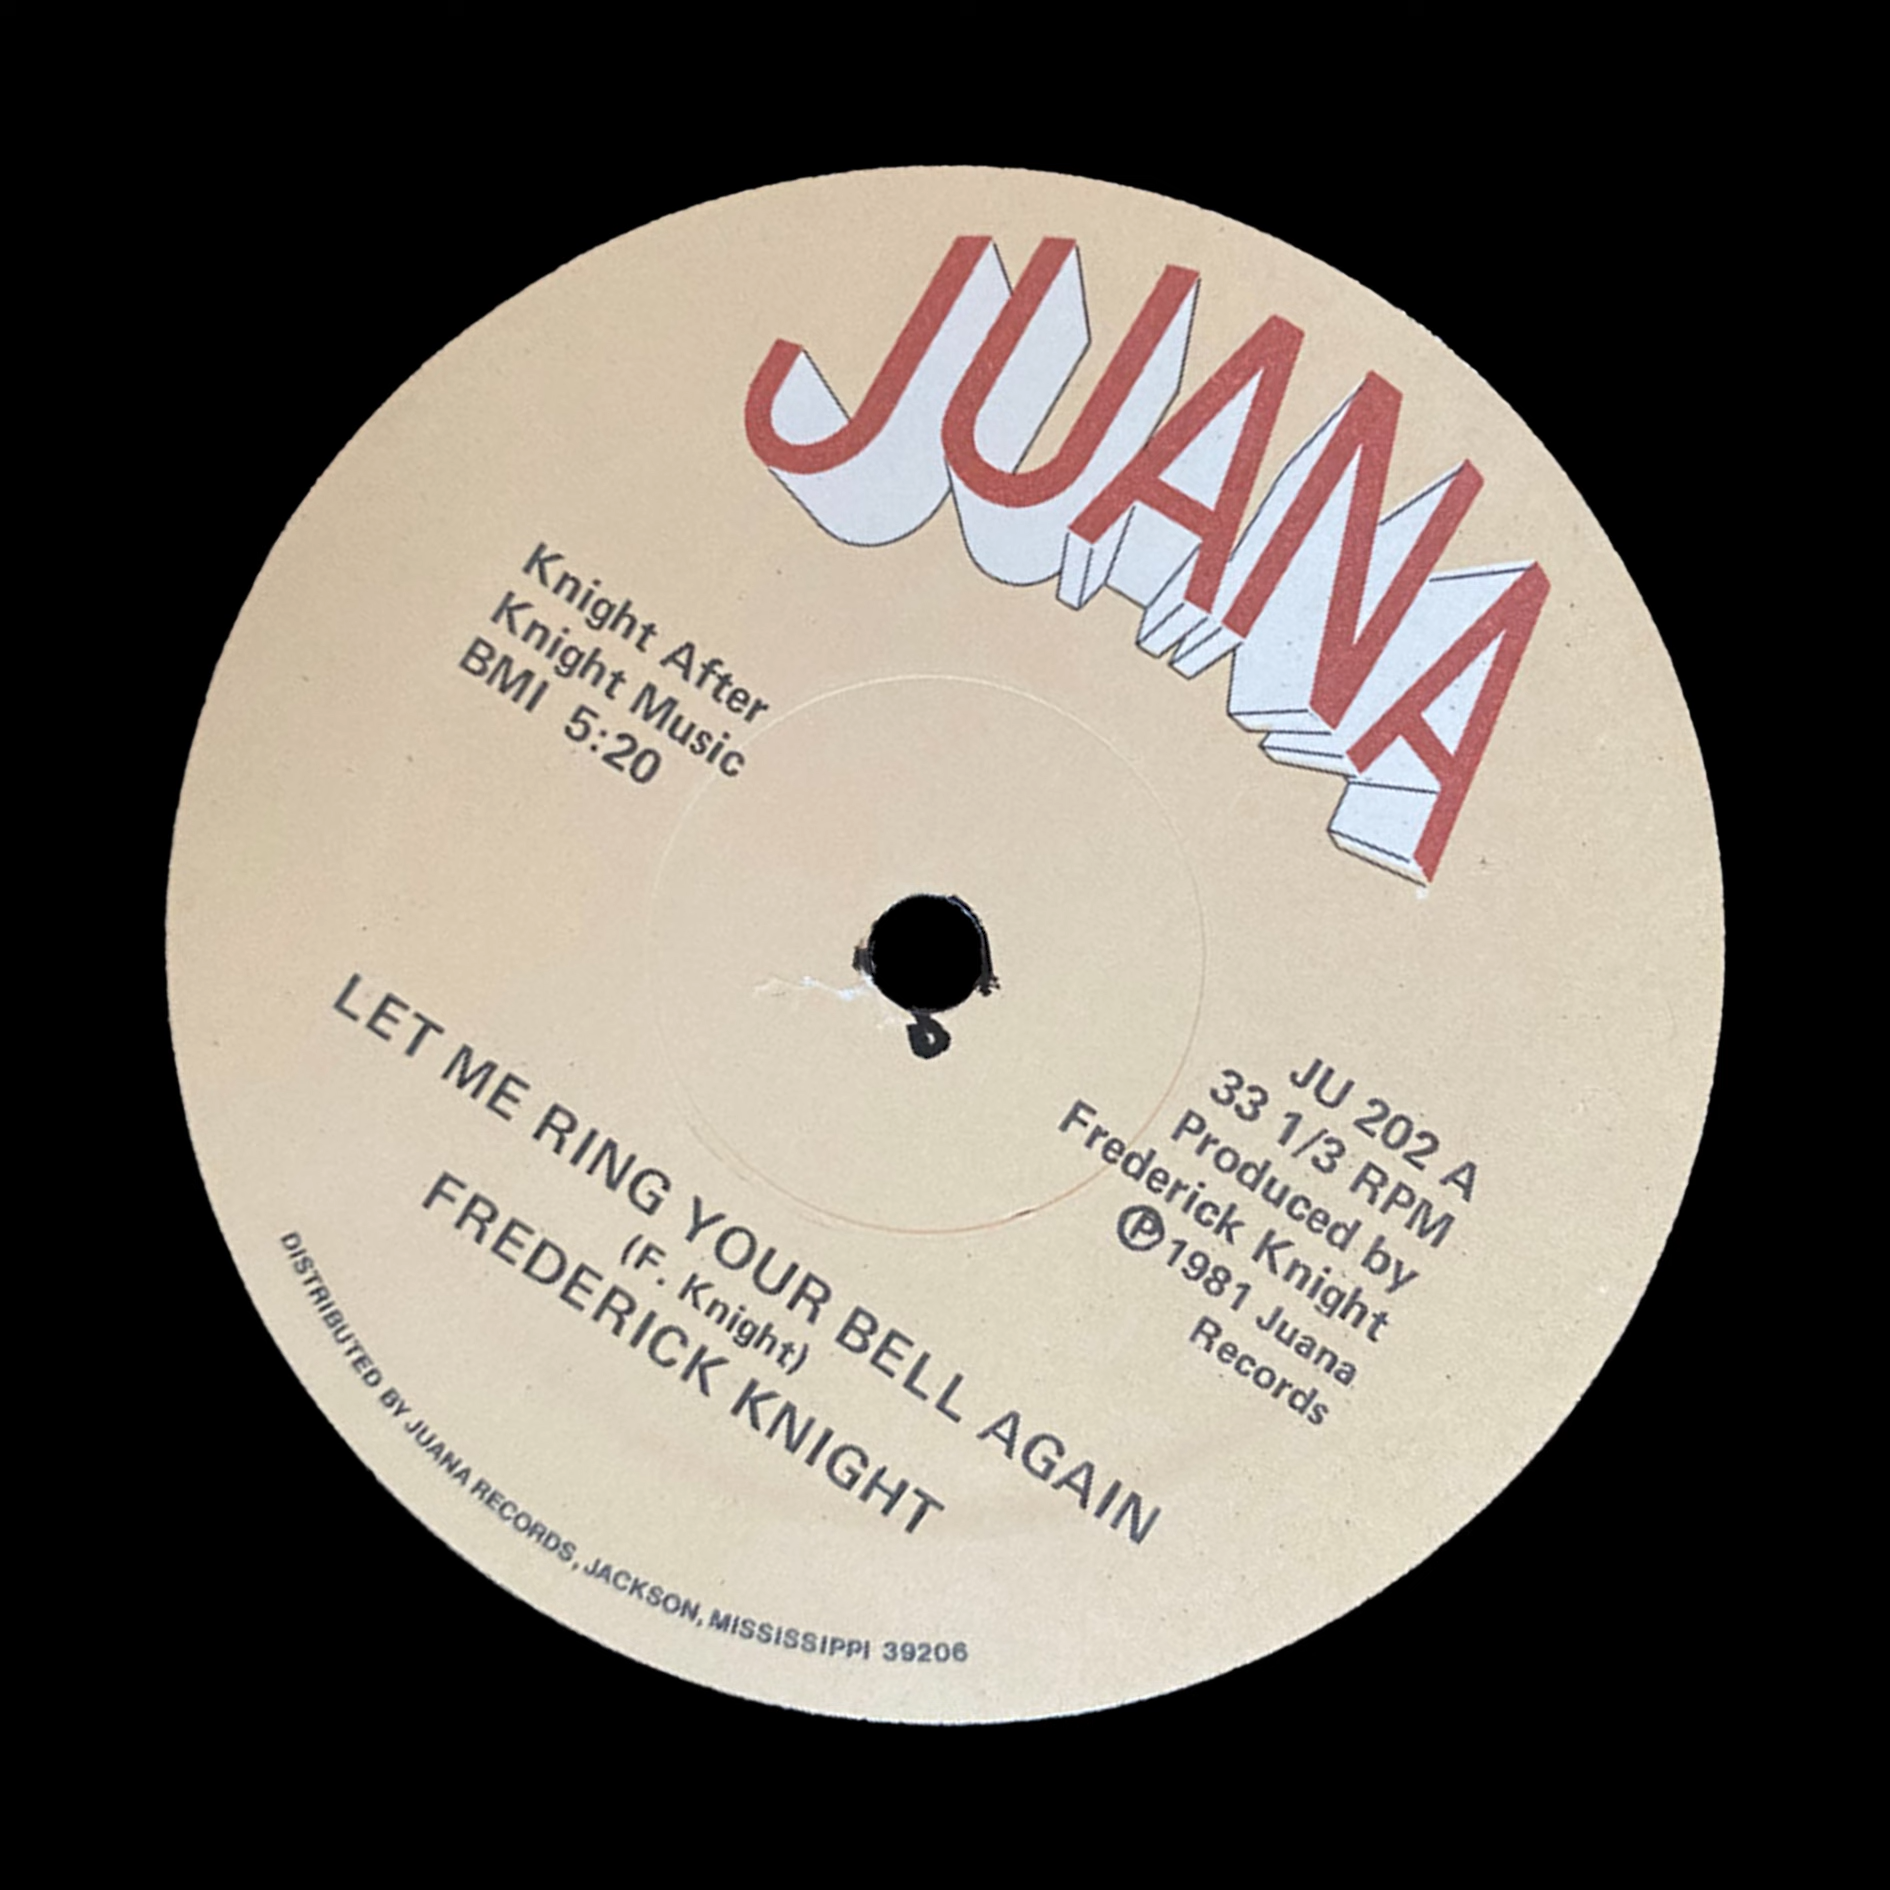 JUANA
Knight After
Knight Music
BMI 5:20
JU 202 A
33 1/3 RPM
Produced by
Frederick Knight
Ⓟ1981 Juana
Records
LET ME RING YOUR BELL AGAIN
(F. Knight)
FREDERICK KNIGHT
DISTRIBUTED BY JUANA RECORDS, JACKSON, MISSISSIPPI 39206